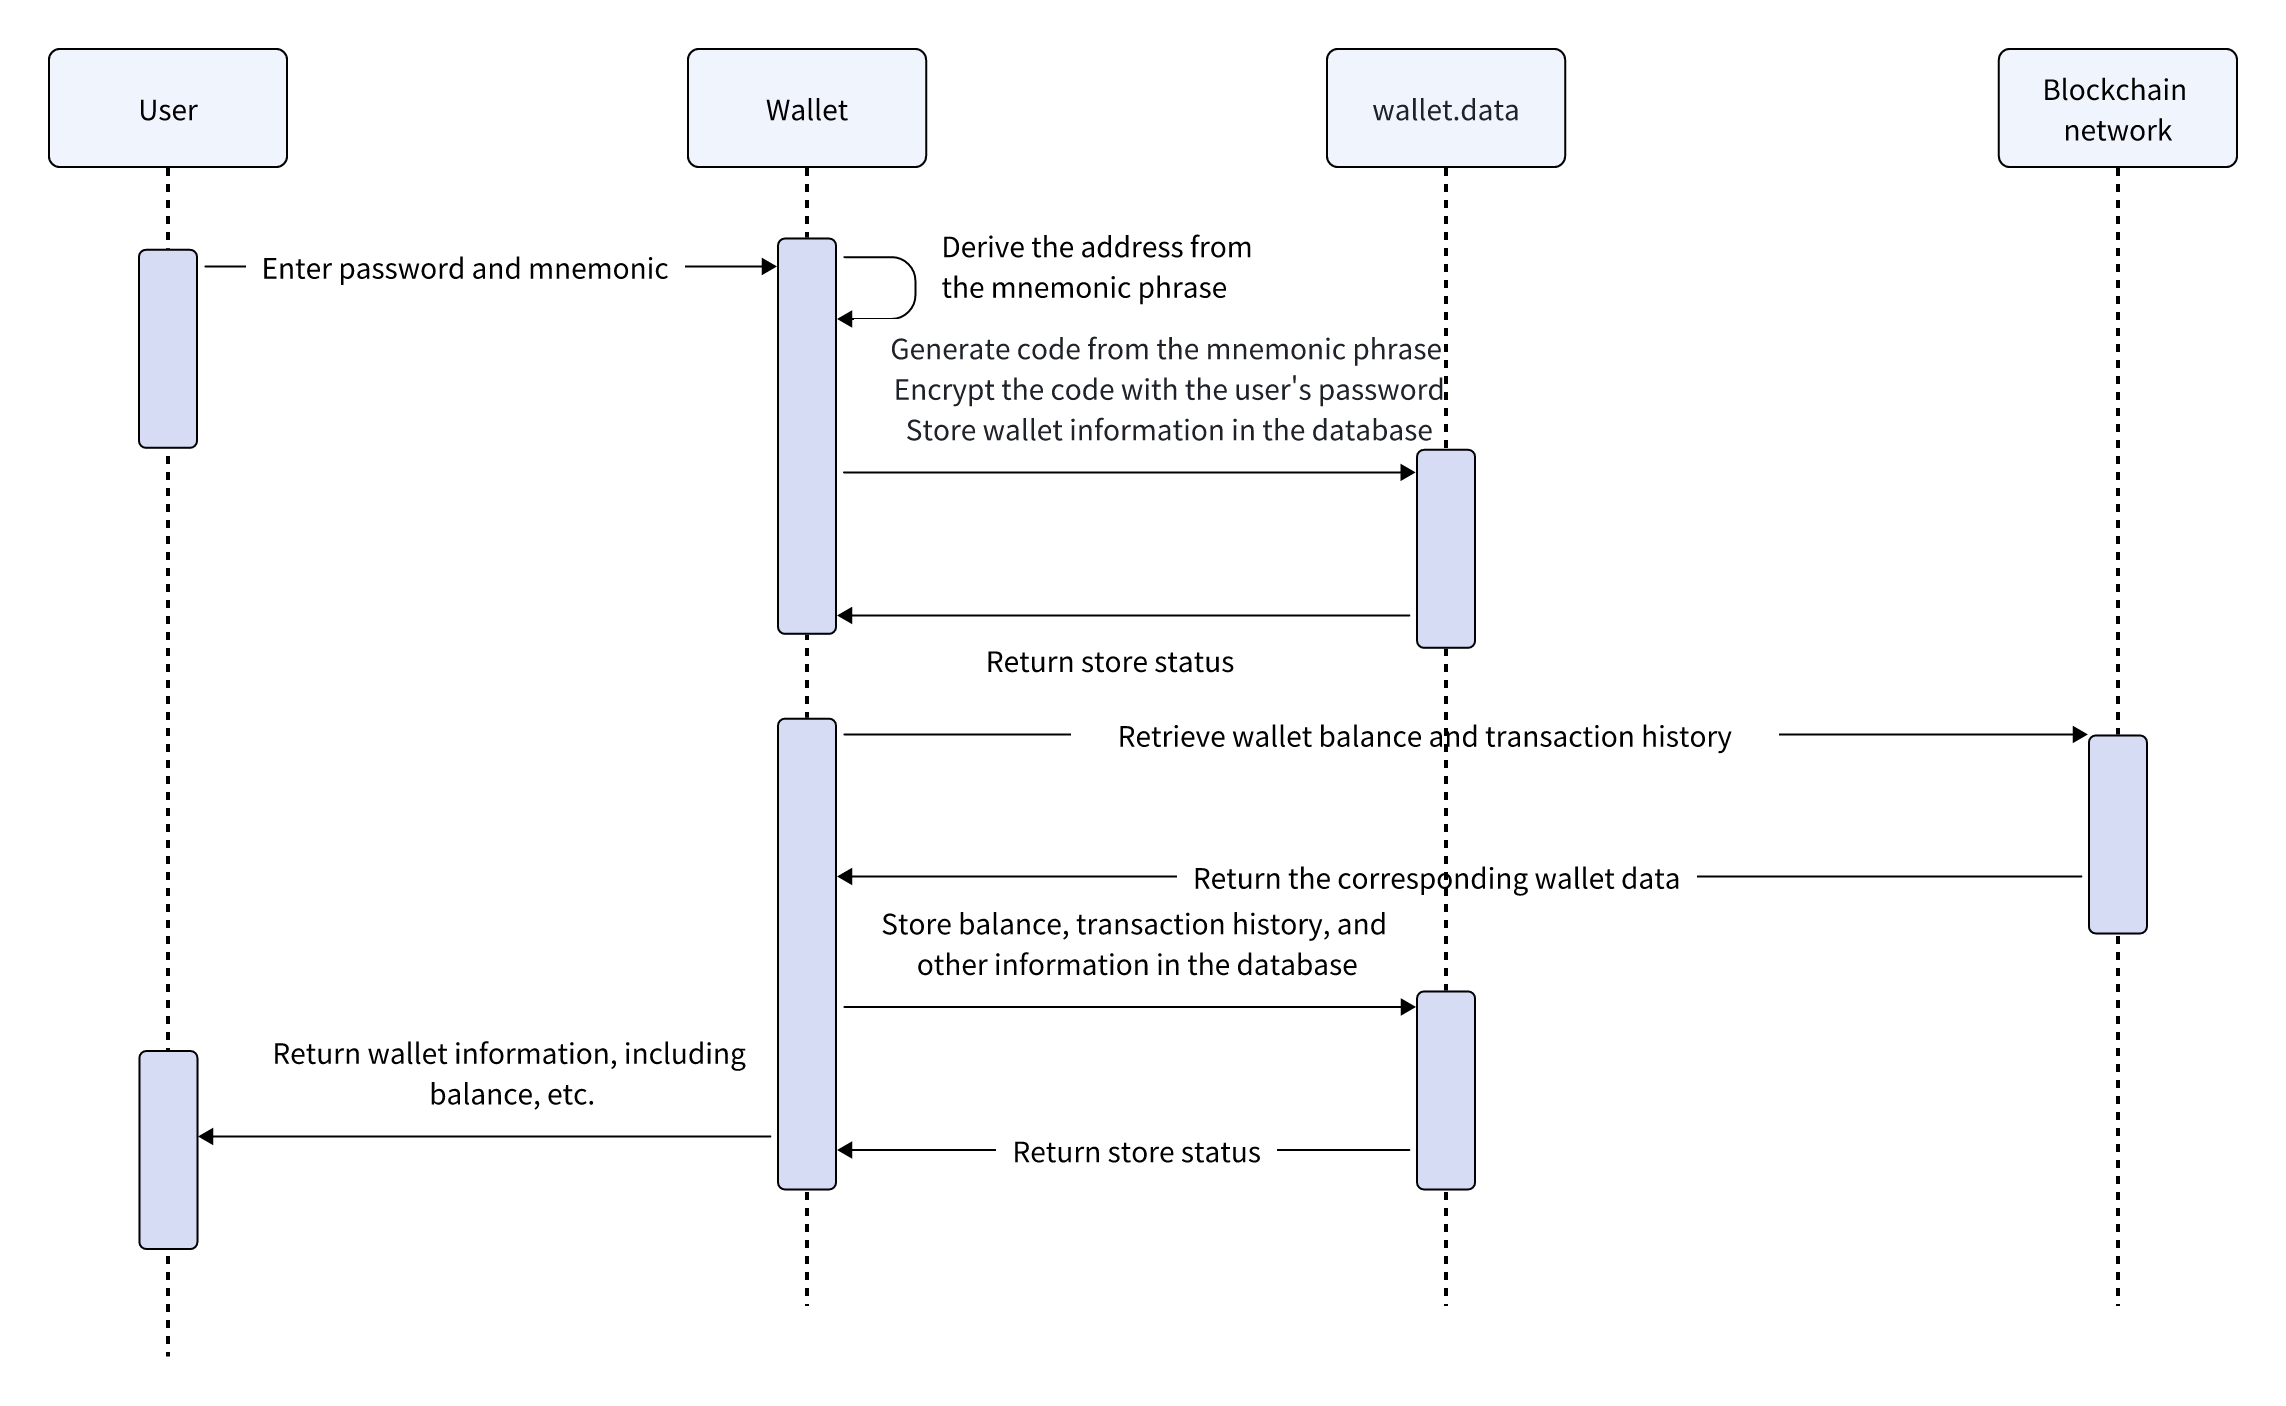 User
Wallet
wallet.data
Blockchain
network
Enter password and mnemonic
Derive the address from
the mnemonic phrase
Generate code from the mnemonic phrase
Encrypt the code with the user's password
Store wallet information in the database
Return store status
Retrieve wallet balance and transaction history
Return the corresponding wallet data
Store balance, transaction history, and
other information in the database
Return wallet information, including
balance, etc.
Return store status